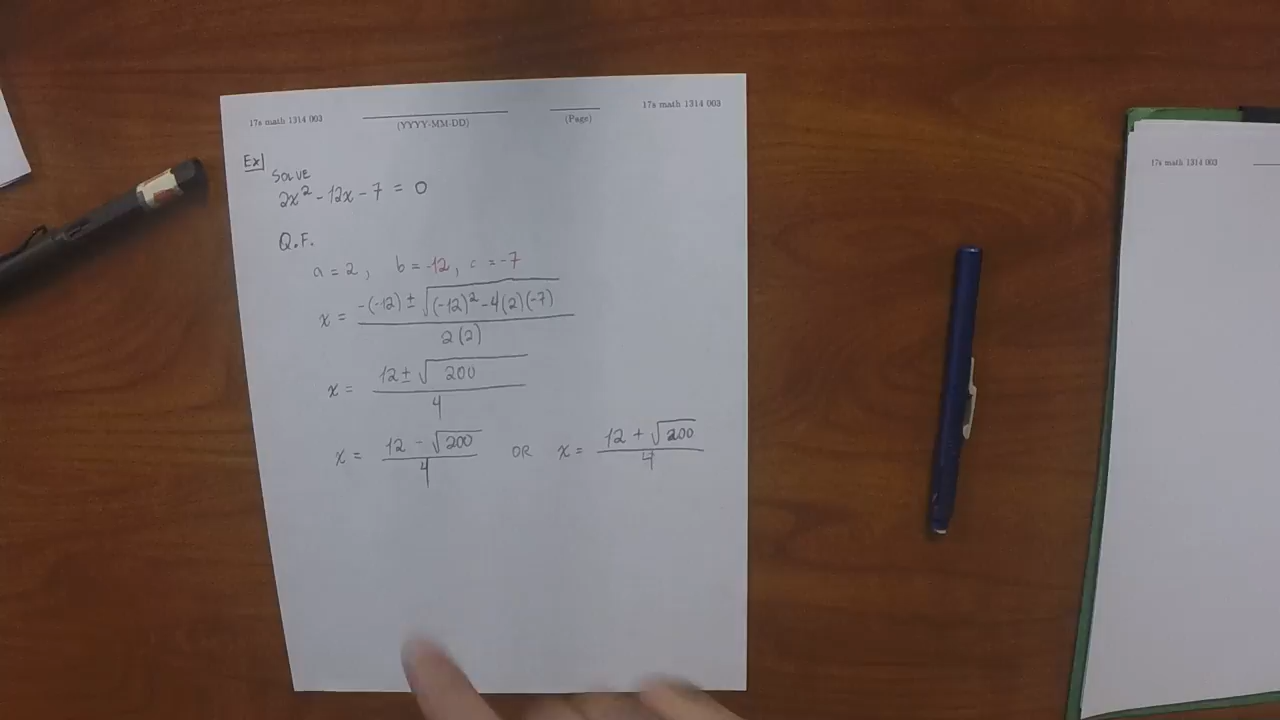 17s math 1314 003 (YYYY-MM-DD) (Page) 17s math 1314 003
Ex]
Solve
2x² - 12x - 7 = 0
Q.F.
a = 2, b = -12, c = -7
x = (-(-12) ± √((-12)² - 4(2)(-7))) / 2(2)
x = (12 ± √200) / 4
x = (12 - √200) / 4 OR x = (12 + √200) / 4
17s math 1314 003